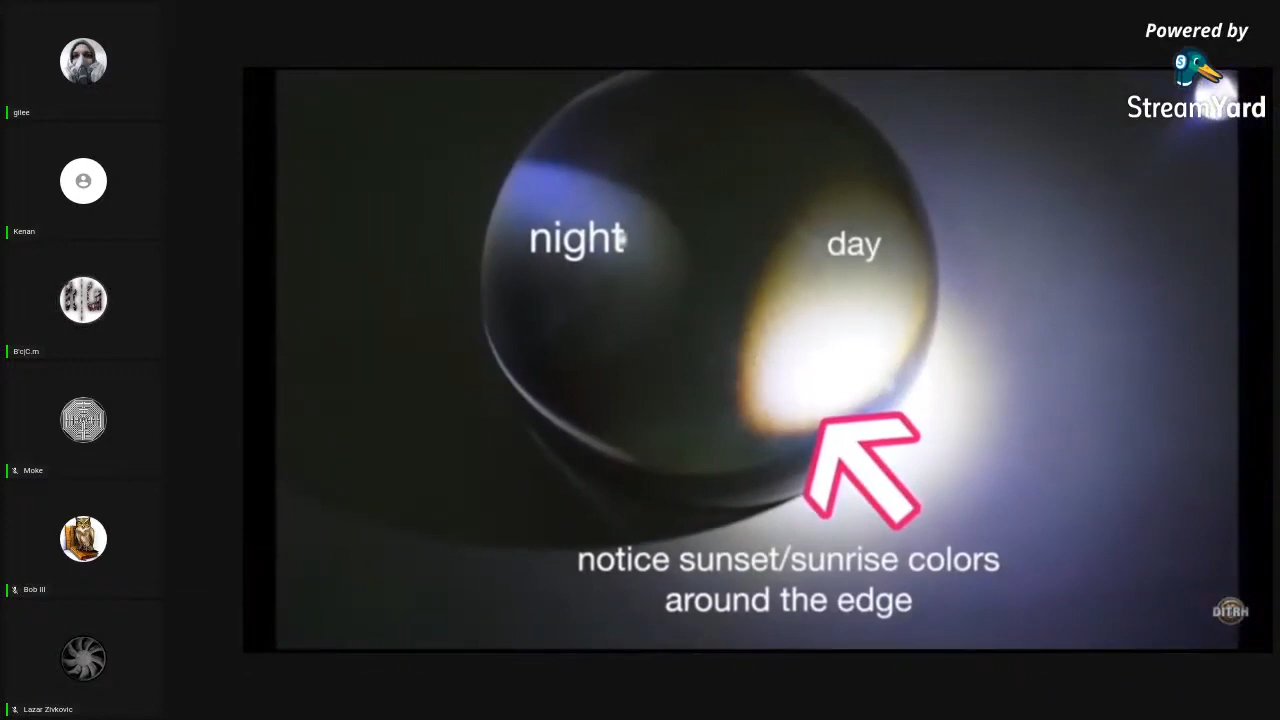 Powered by
StreamYard
gilee
Kenan
B'c|C.m
Moke
Bob III
Lazar Zivkovic
night
day
notice sunset/sunrise colors
around the edge
DITRH